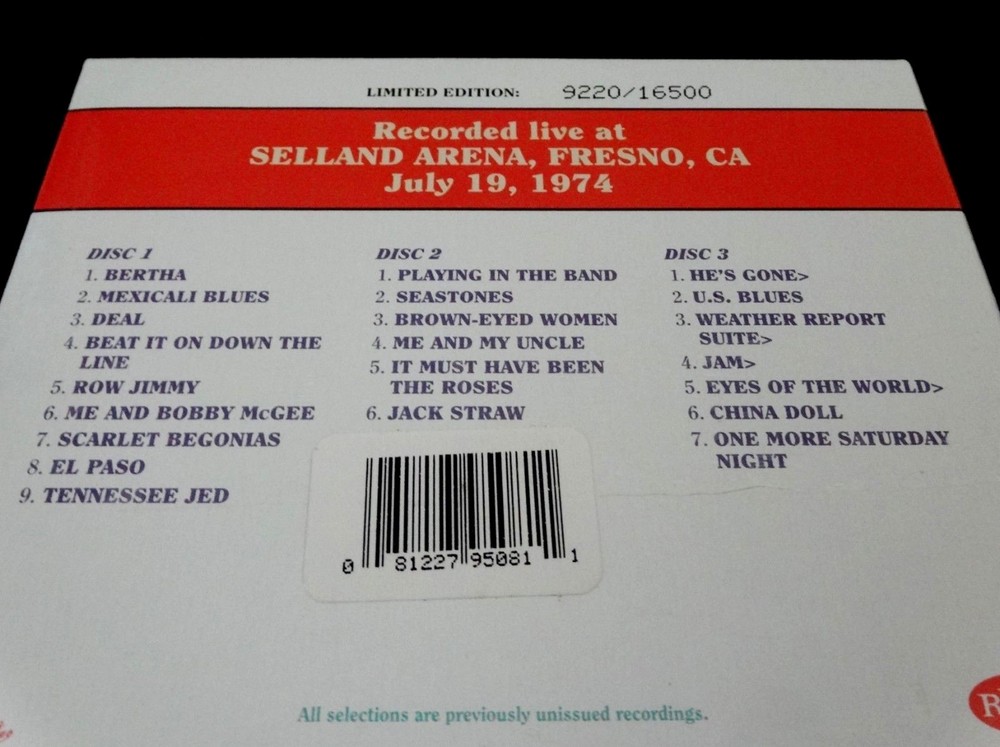 LIMITED EDITION: 9220/16500
Recorded live at
SELLAND ARENA, FRESNO, CA
July 19, 1974
DISC 1
1. BERTHA
2. MEXICALI BLUES
3. DEAL
4. BEAT IT ON DOWN THE
LINE
5. ROW JIMMY
6. ME AND BOBBY McGEE
7. SCARLET BEGONIAS
8. EL PASO
9. TENNESSEE JED
DISC 2
1. PLAYING IN THE BAND
2. SEASTONES
3. BROWN-EYED WOMEN
4. ME AND MY UNCLE
5. IT MUST HAVE BEEN
THE ROSES
6. JACK STRAW
DISC 3
1. HE'S GONE>
2. U.S. BLUES
3. WEATHER REPORT
SUITE>
4. JAM>
5. EYES OF THE WORLD>
6. CHINA DOLL
7. ONE MORE SATURDAY
NIGHT
0 81227 95081 1
All selections are previously unissued recordings.